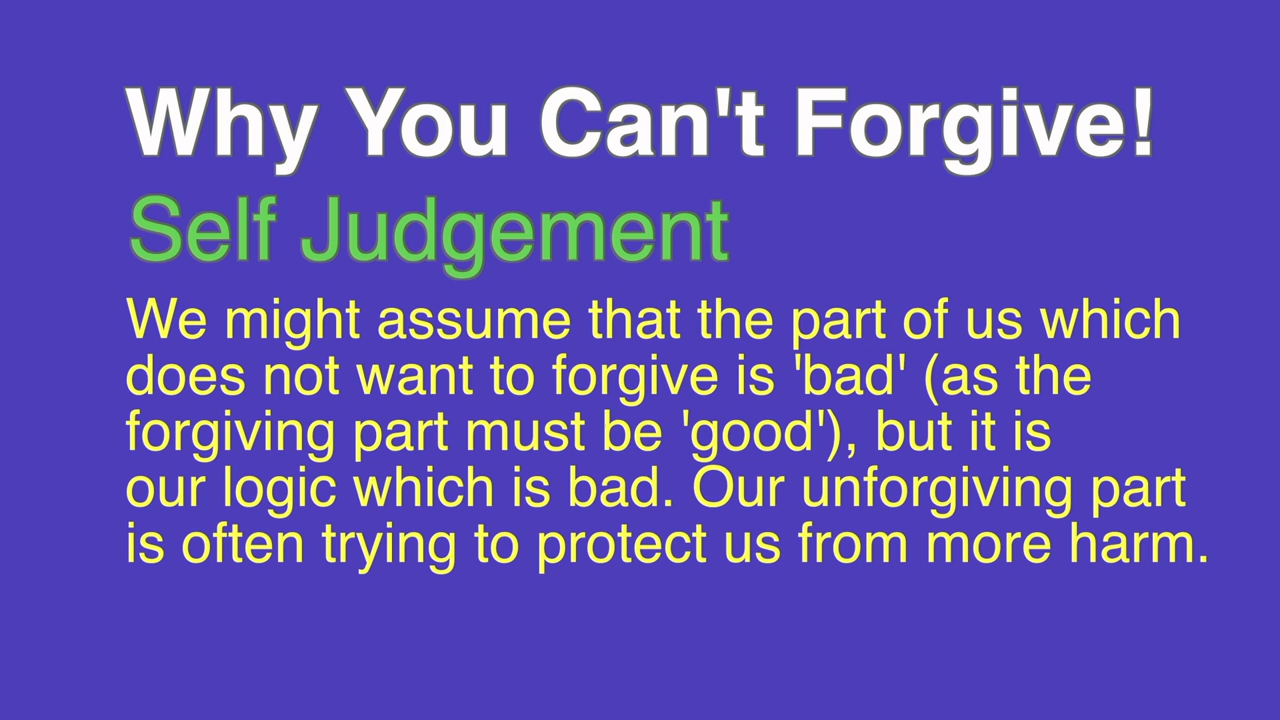 Why You Can't Forgive!
Self Judgement
We might assume that the part of us which
does not want to forgive is 'bad' (as the
forgiving part must be 'good'), but it is
our logic which is bad. Our unforgiving part
is often trying to protect us from more harm.